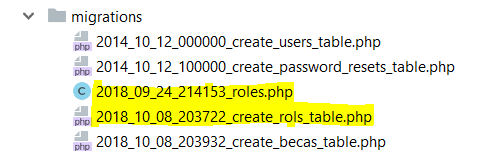 migrations
2014_10_12_000000_create_users_table.php
2014_10_12_100000_create_password_resets_table.php
2018_09_24_214153_roles.php
2018_10_08_203722_create_rols_table.php
2018_10_08_203932_create_becas_table.php